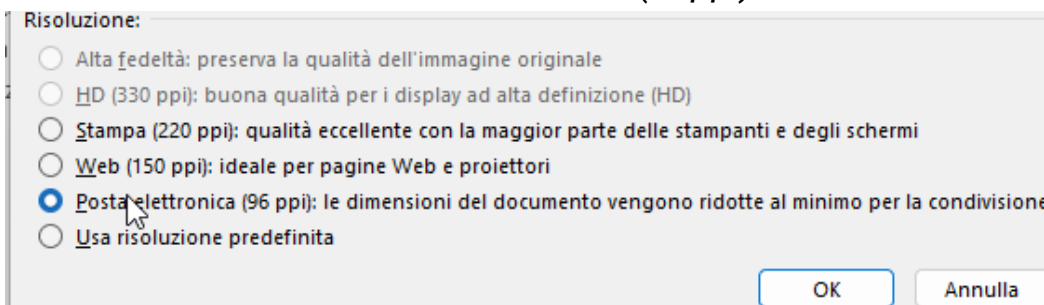 Risoluzione:
Alta fedeltà: preserva la qualità dell'immagine originale
HD (330 ppi): buona qualità per i display ad alta definizione (HD)
Stampa (220 ppi): qualità eccellente con la maggior parte delle stampanti e degli schermi
Web (150 ppi): ideale per pagine Web e proiettori
Posta elettronica (96 ppi): le dimensioni del documento vengono ridotte al minimo per la condivisione
Usa risoluzione predefinita
OK Annulla